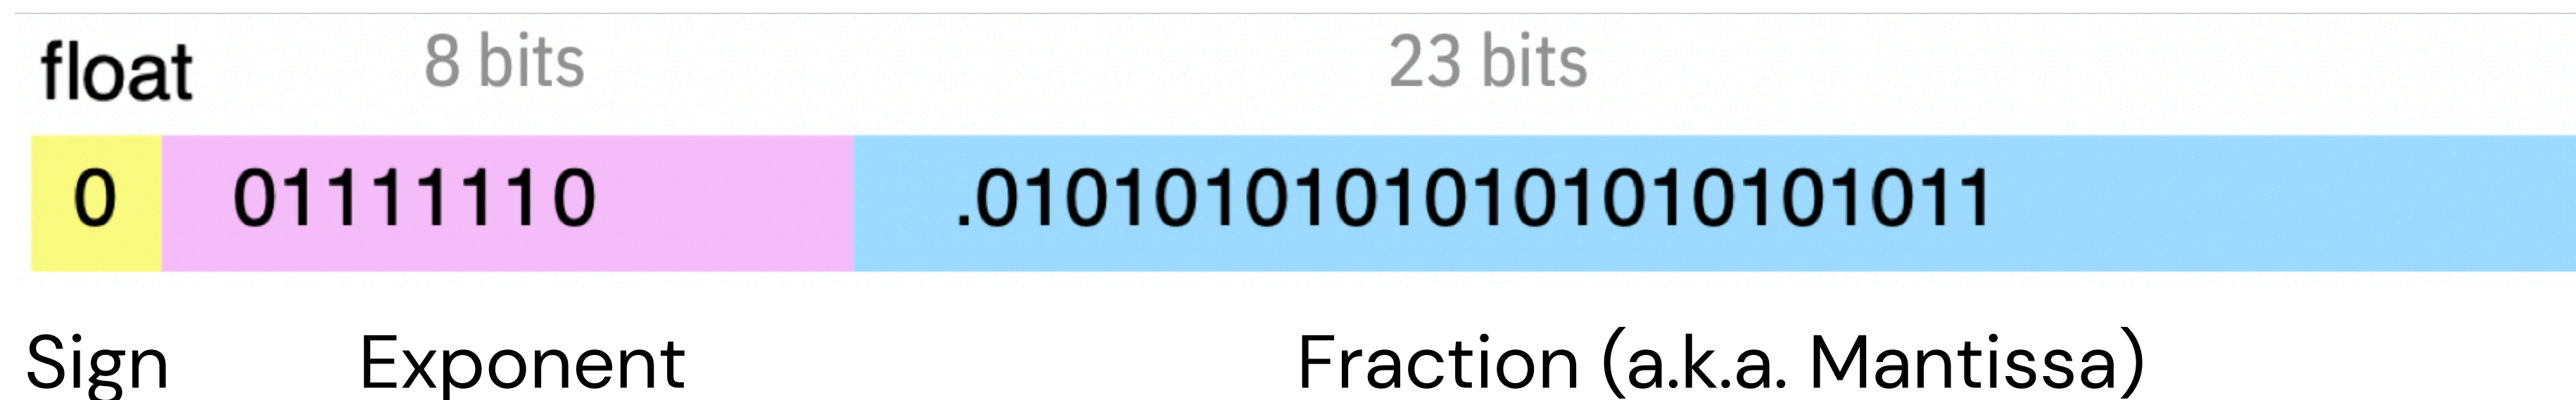 float 8 bits 23 bits
0 01111110 .01010101010101010101011
Sign Exponent Fraction (a.k.a. Mantissa)